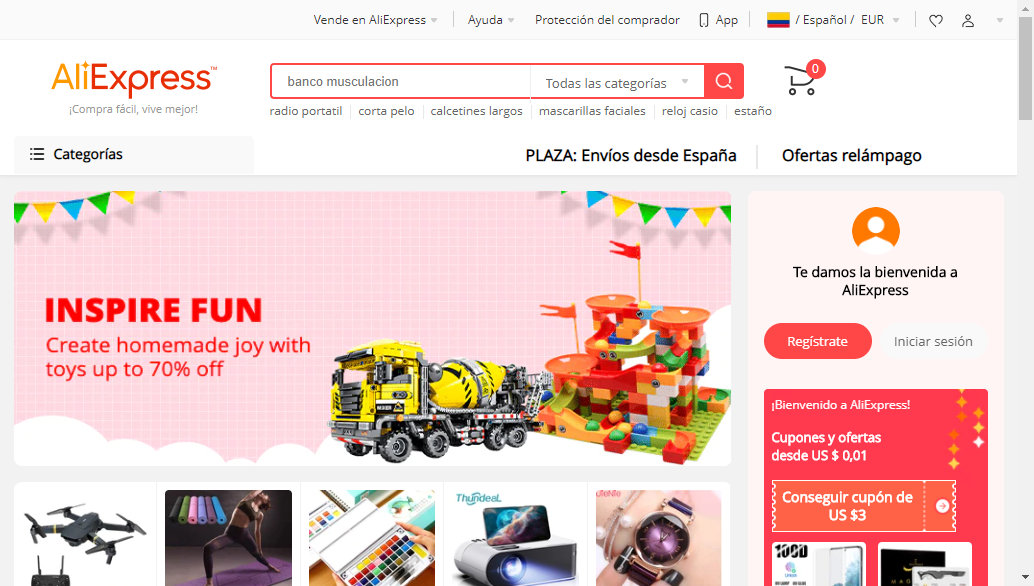 Vende en AliExpress
Ayuda
Protección del comprador
App
/ Español / EUR
AliExpress™
¡Compra fácil, vive mejor!
banco musculacion
Todas las categorías
0
radio portatil
corta pelo
calcetines largos
mascarillas faciales
reloj casio
estaño
Categorías
PLAZA: Envíos desde España
Ofertas relámpago
INSPIRE FUN
Create homemade joy with
toys up to 70% off
Te damos la bienvenida a
AliExpress
Regístrate
Iniciar sesión
¡Bienvenido a AliExpress!
Cupones y ofertas
desde US $ 0,01
Conseguir cupón de
US $3
ThundeaL